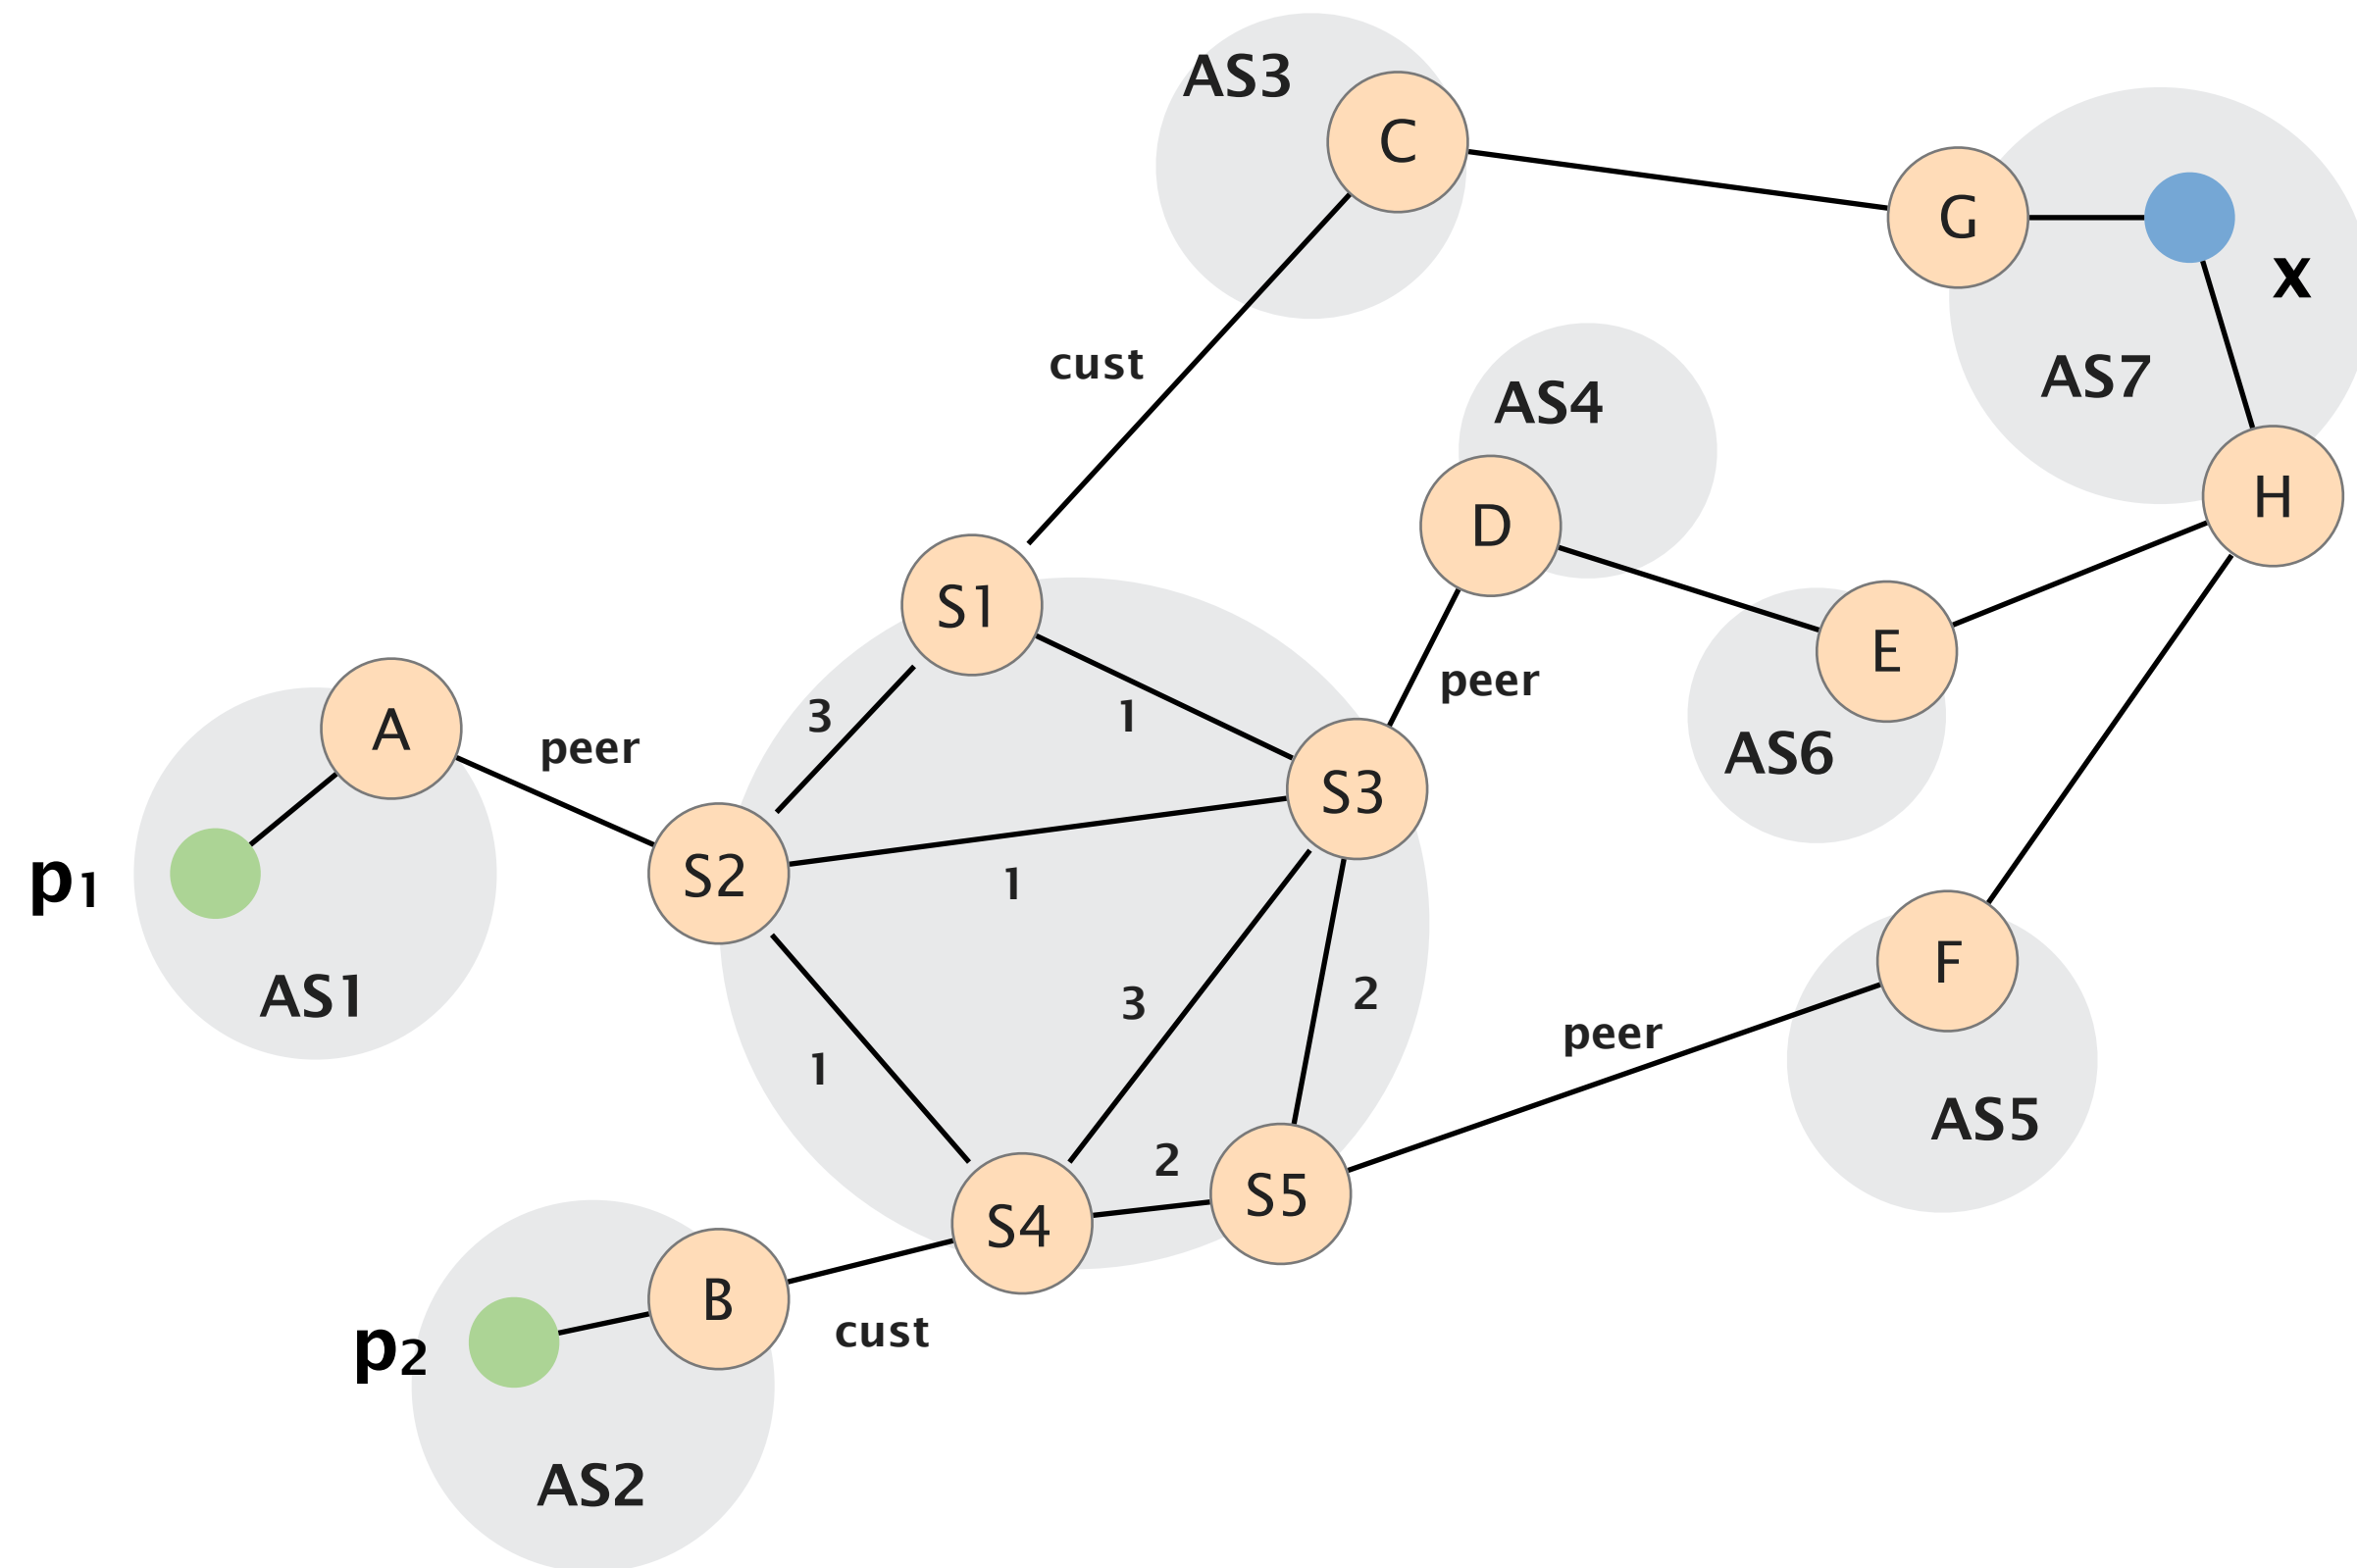 AS3
C
G
x
AS7
cust
AS4
H
D
S1
E
peer
A
3
1
peer
AS6
S3
p1
S2
1
F
AS1
3
2
peer
1
AS5
2
S5
S4
B
cust
p2
AS2